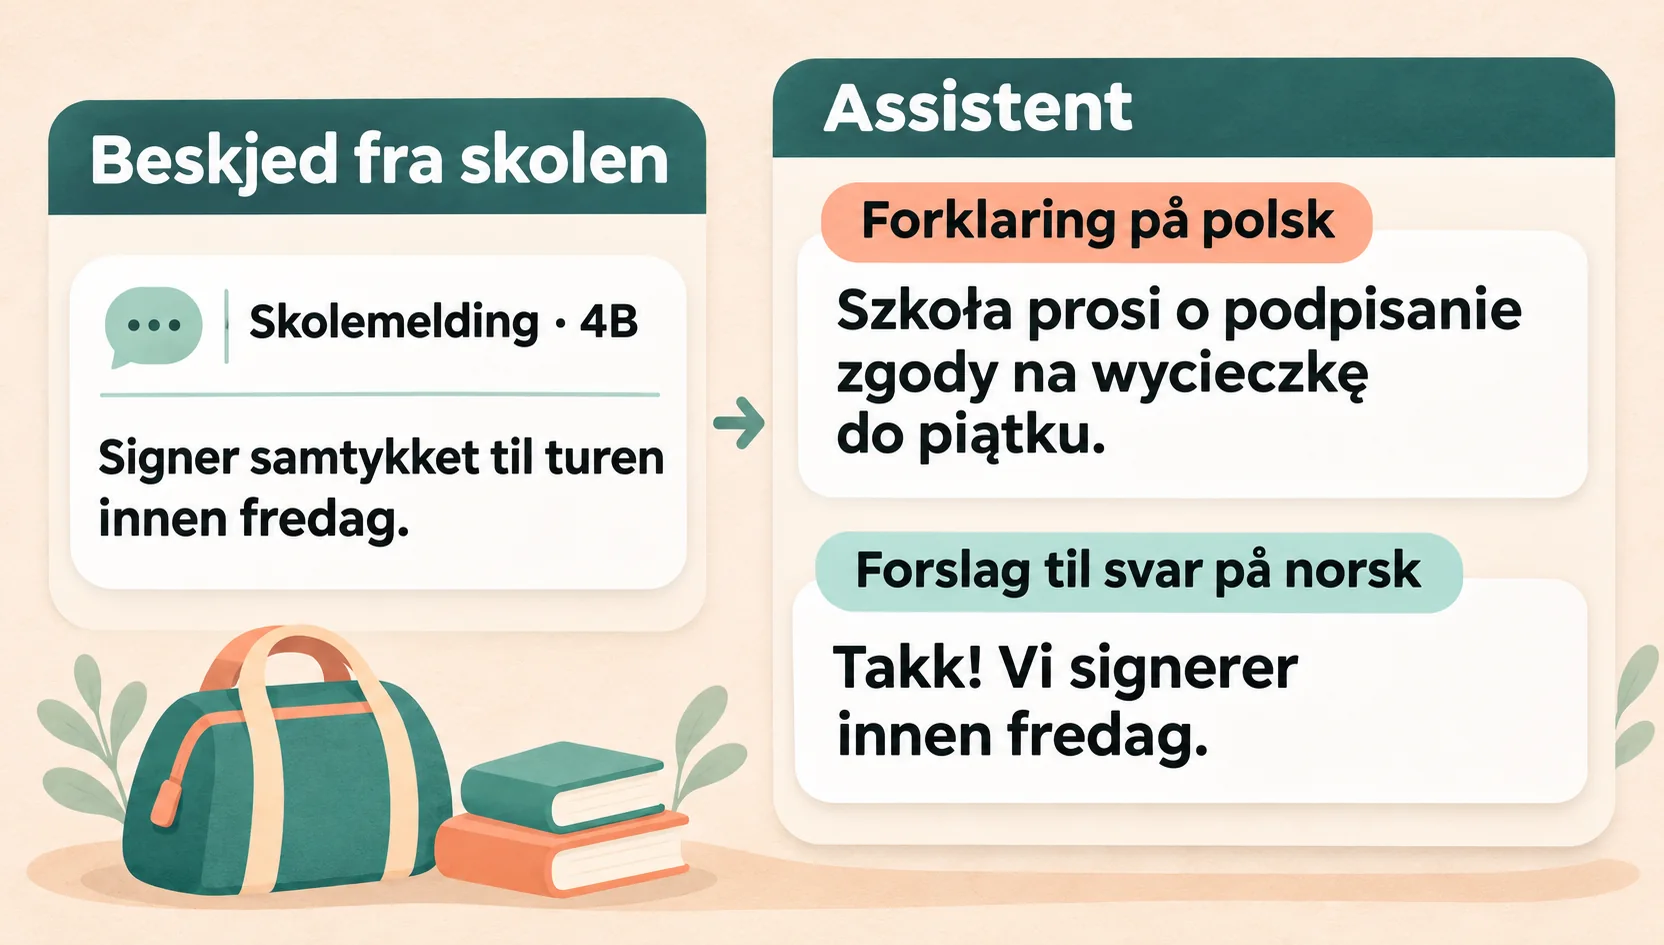 Beskjed fra skolen
Skolemelding · 4B
Signer samtykket til turen
innen fredag.
Assistent
Forklaring på polsk
Szkoła prosi o podpisanie
zgody na wycieczkę
do piątku.
Forslag til svar på norsk
Takk! Vi signerer
innen fredag.